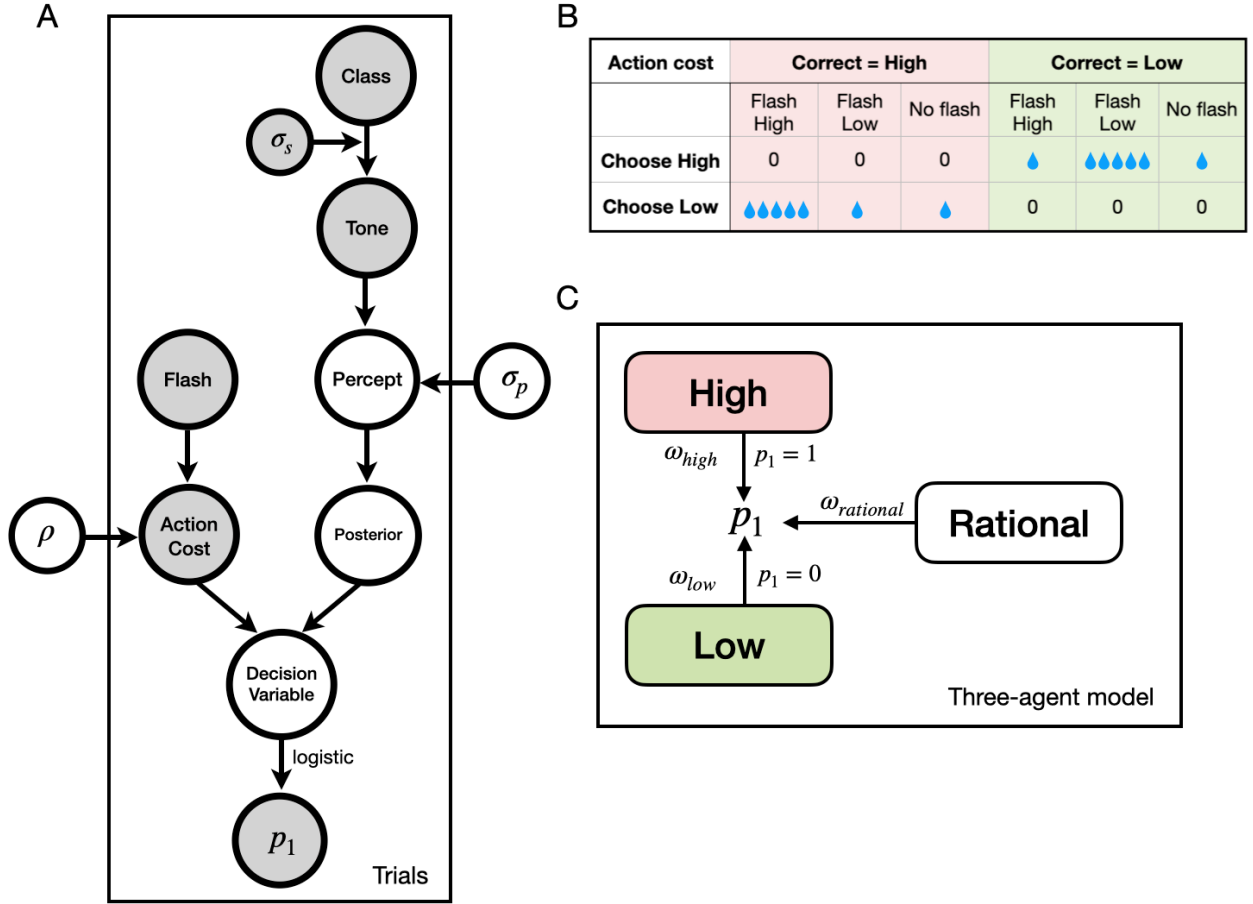 A
Class
σs
Tone
Flash
Percept
σp
ρ
Action
Cost
Posterior
Decision
Variable
logistic
p1
Trials
B
Action cost Correct = High Correct = Low
Flash High Flash Low No flash Flash High Flash Low No flash
Choose High 0 0 0
Choose Low 0 0 0
C
High
ωhigh p1 = 1
p1
ωrational
Rational
ωlow p1 = 0
Low
Three-agent model